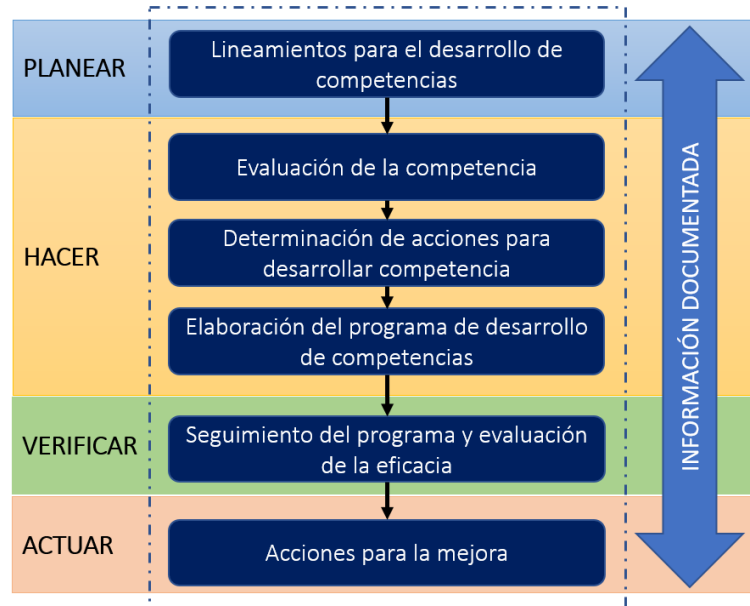 PLANEAR
Lineamientos para el desarrollo de
competencias
HACER
Evaluación de la competencia
Determinación de acciones para
desarrollar competencia
Elaboración del programa de desarrollo
de competencias
VERIFICAR
Seguimiento del programa y evaluación
de la eficacia
ACTUAR
Acciones para la mejora
INFORMACIÓN DOCUMENTADA